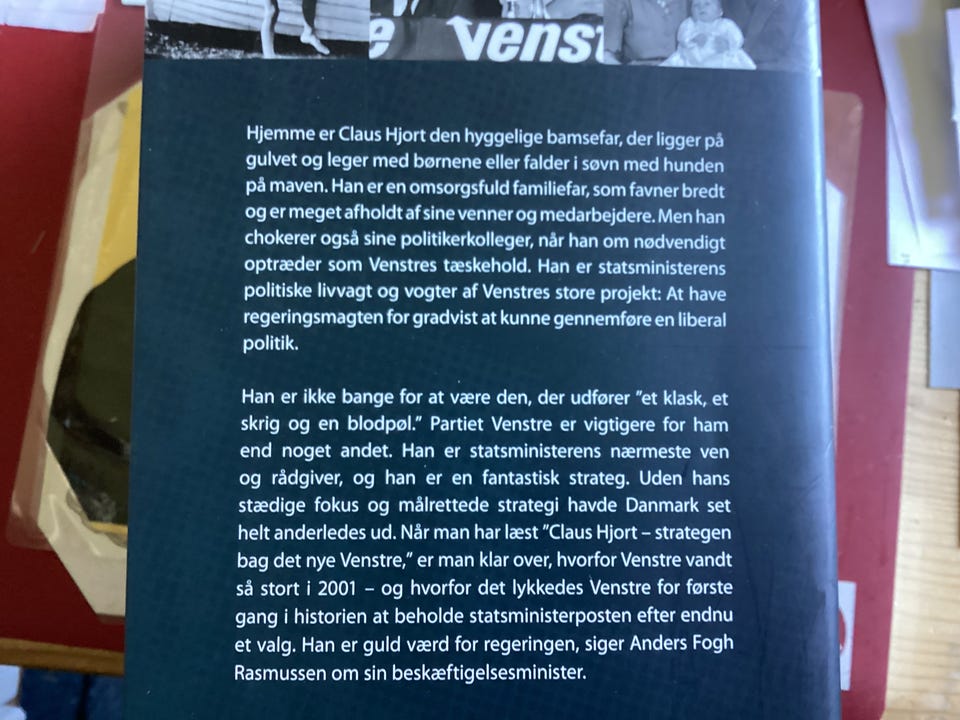 e Venst
Hjemme er Claus Hjort den hyggelige bamsefar, der ligger på
gulvet og leger med børnene eller falder i søvn med hunden
på maven. Han er en omsorgsfuld familiefar, som favner bredt
og er meget afholdt af sine venner og medarbejdere. Men han
chokerer også sine politikerkolleger, når han om nødvendigt
optræder som Venstres tæskehold. Han er statsministerens
politiske livvagt og vogter af Venstres store projekt: At have
regeringsmagten for gradvist at kunne gennemføre en liberal
politik.
Han er ikke bange for at være den, der udfører ”et klask, et
skrig og en blodpøl.” Partiet Venstre er vigtigere for ham
end noget andet. Han er statsministerens nærmeste ven
og rådgiver, og han er en fantastisk strateg. Uden hans
stædige fokus og målrettede strategi havde Danmark set
helt anderledes ud. Når man har læst ”Claus Hjort – strategen
bag det nye Venstre,” er man klar over, hvorfor Venstre vandt
så stort i 2001 – og hvorfor det lykkedes Venstre for første
gang i historien at beholde statsministerposten efter endnu
et valg. Han er guld værd for regeringen, siger Anders Fogh
Rasmussen om sin beskæftigelsesminister.